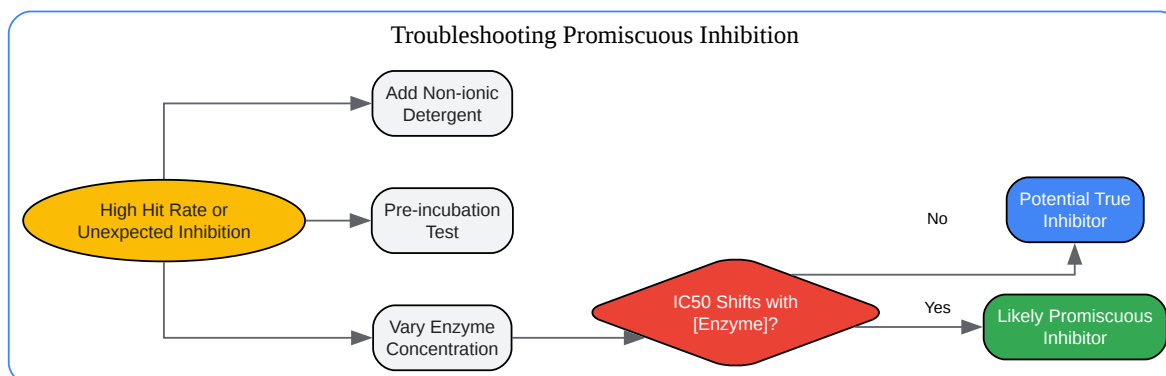 Troubleshooting Promiscuous Inhibition
Add Non-ionic
Detergent
High Hit Rate or
Unexpected Inhibition
Pre-incubation
Test
Vary Enzyme
Concentration
IC50 Shifts with
[Enzyme]?
No
Potential True
Inhibitor
Yes
Likely Promiscuous
Inhibitor